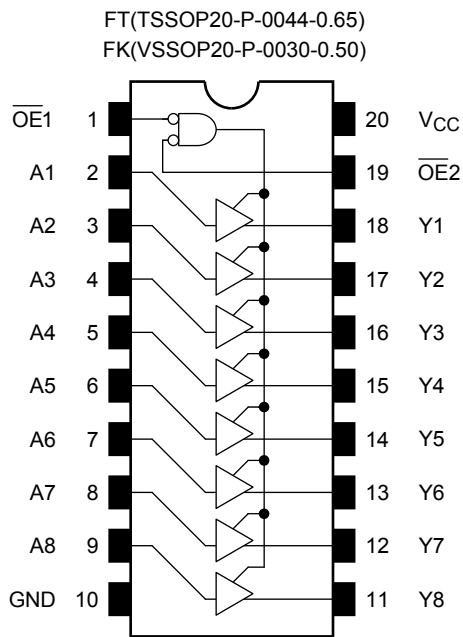 FT(TSSOP20-P-0044-0.65)
FK(VSSOP20-P-0030-0.50)
O̅E̅1 1 20 VCC
A1 2 19 O̅E̅2
A2 3 18 Y1
A3 4 17 Y2
A4 5 16 Y3
A5 6 15 Y4
A6 7 14 Y5
A7 8 13 Y6
A8 9 12 Y7
GND 10 11 Y8